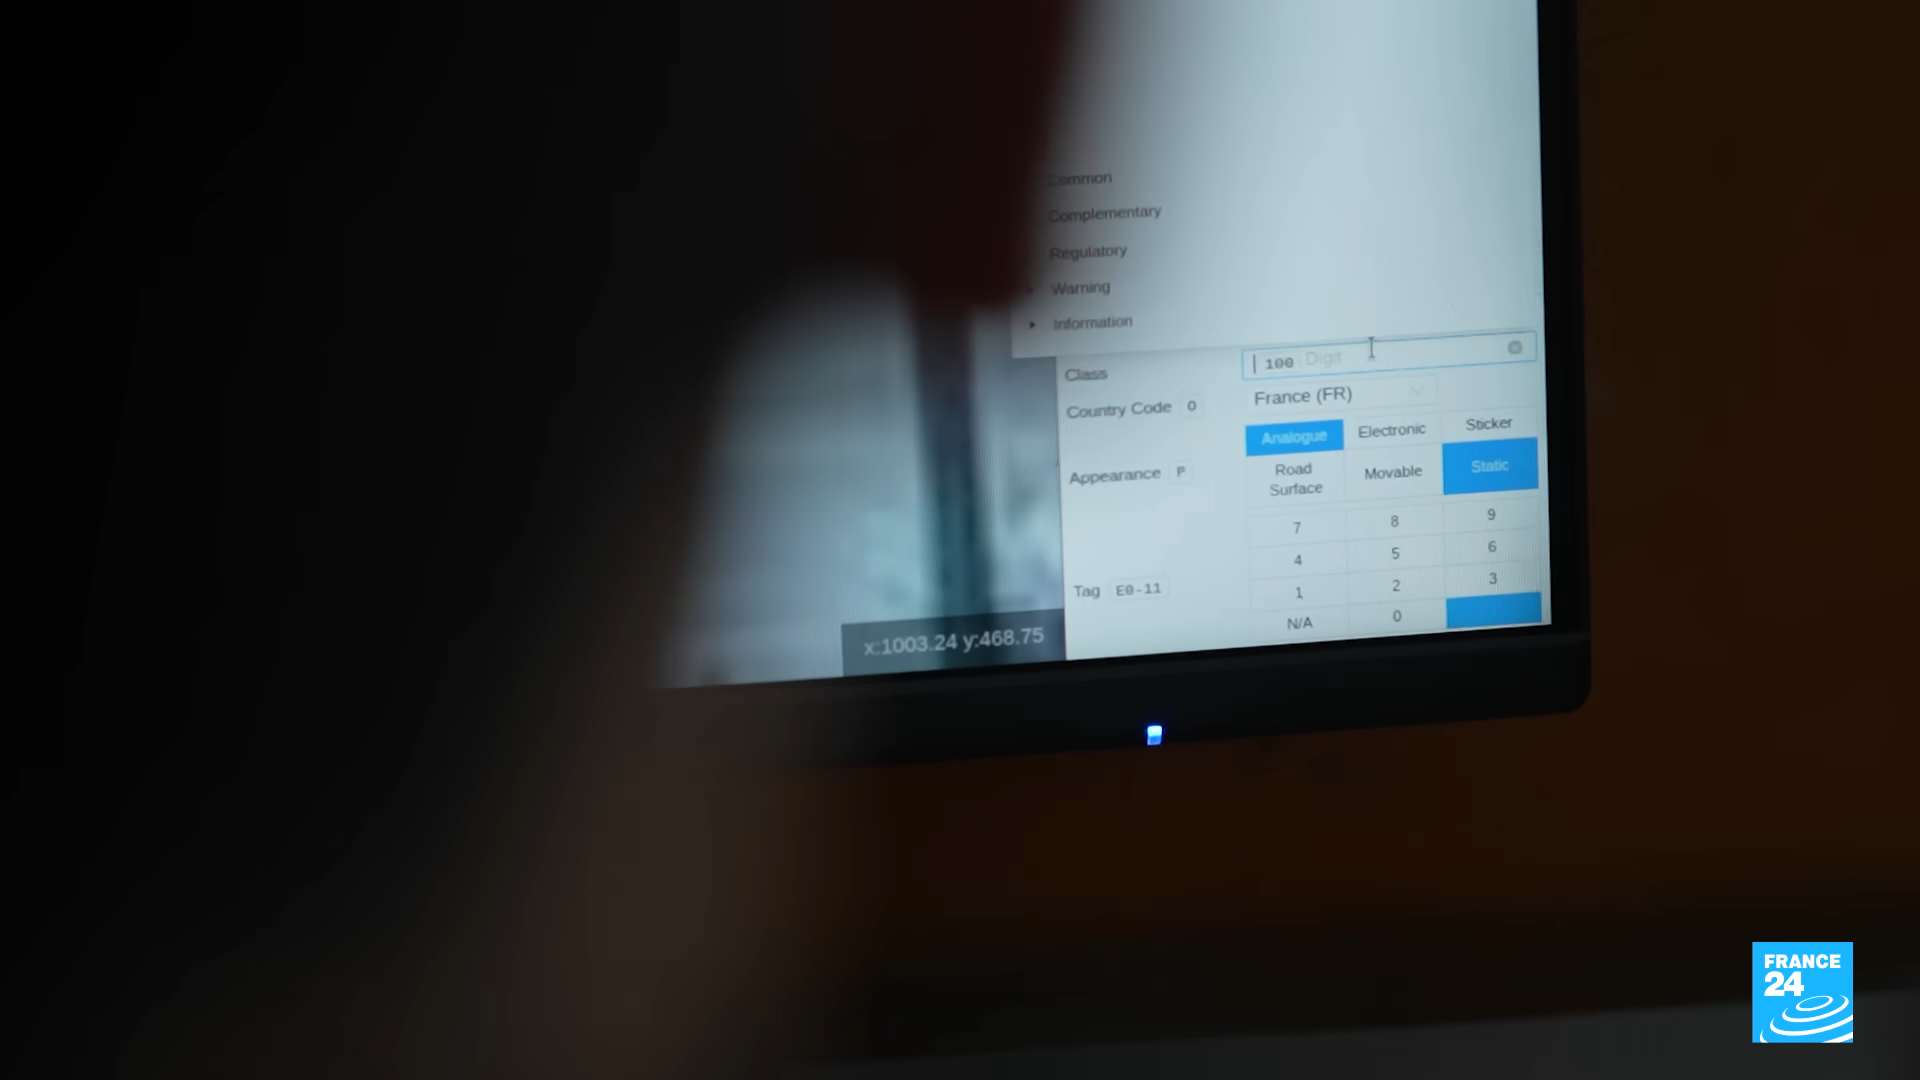 Common
Complementary
Regulatory
Warning
Information
Class
100 Digit
Country Code 0
France (FR)
Analogue Electronic Sticker
Appearance P
Road Surface Movable Static
7 8 9
4 5 6
Tag E0-11
1 2 3
N/A 0
x:1003.24 y:468.75
FRANCE
24